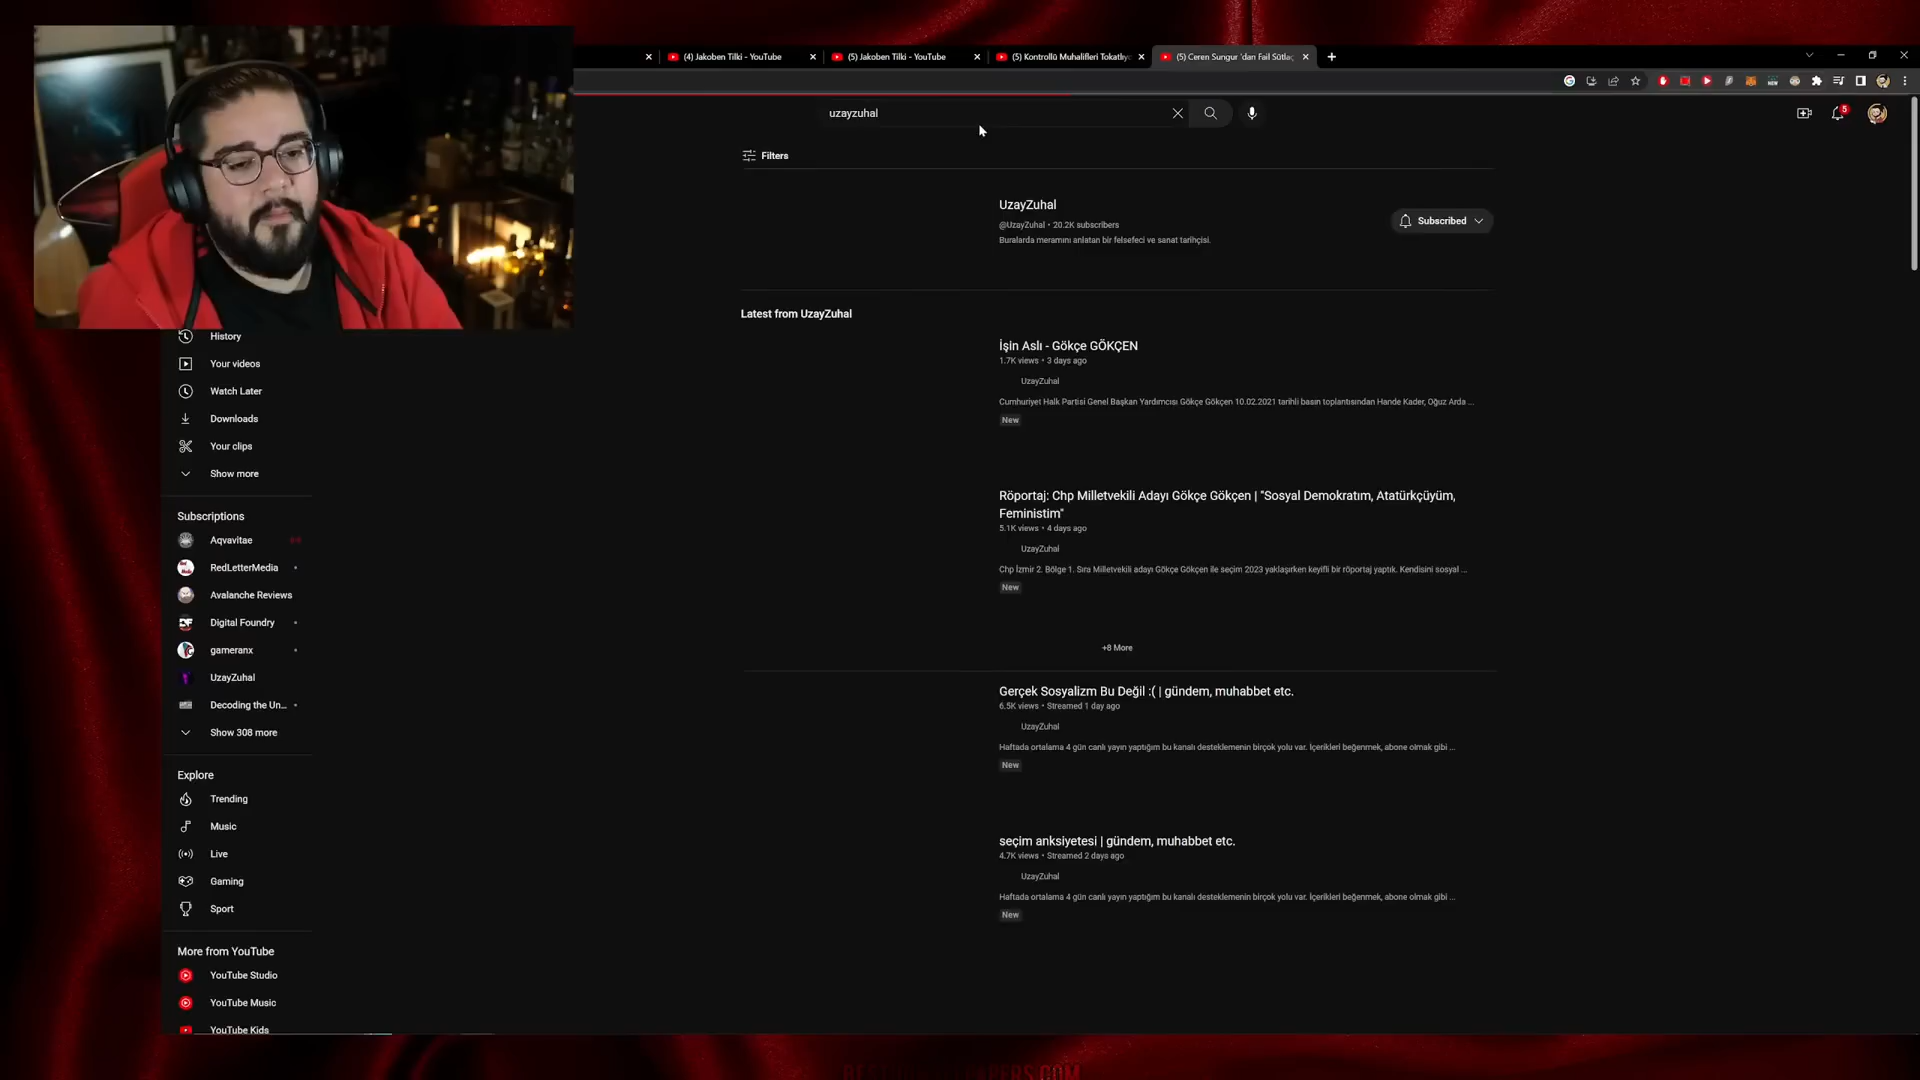 (4) Jakoben Tilki - YouTube
(5) Jakoben Tilki - YouTube
(5) Kontrollü Muhalifleri Tokatlıyo
(5) Ceren Sungur 'dan Fail Sütlaç
uzayzuhal
5
Filters
UzayZuhal
@UzayZuhal • 20.2K subscribers
Buralarda meramını anlatan bir felsefeci ve sanat tarihçisi.
Subscribed
Latest from UzayZuhal
İşin Aslı - Gökçe GÖKÇEN
1.7K views • 3 days ago
UzayZuhal
Cumhuriyet Halk Partisi Genel Başkan Yardımcısı Gökçe Gökçen 10.02.2021 tarihli basın toplantısından Hande Kader, Oğuz Arda ...
New
Röportaj: Chp Milletvekili Adayı Gökçe Gökçen | "Sosyal Demokratım, Atatürkçüyüm,
Feministim"
5.1K views • 4 days ago
UzayZuhal
Chp İzmir 2. Bölge 1. Sıra Milletvekili adayı Gökçe Gökçen ile seçim 2023 yaklaşırken keyifli bir röportaj yaptık. Kendisini sosyal ...
New
+8 More
Gerçek Sosyalizm Bu Değil :( | gündem, muhabbet etc.
6.5K views • Streamed 1 day ago
UzayZuhal
Haftada ortalama 4 gün canlı yayın yaptığım bu kanalı desteklemenin birçok yolu var. İçerikleri beğenmek, abone olmak gibi ...
New
seçim anksiyetesi | gündem, muhabbet etc.
4.7K views • Streamed 2 days ago
UzayZuhal
Haftada ortalama 4 gün canlı yayın yaptığım bu kanalı desteklemenin birçok yolu var. İçerikleri beğenmek, abone olmak gibi ...
New
History
Your videos
Watch Later
Downloads
Your clips
Show more
Subscriptions
Aqvavitae
RedLetterMedia
Avalanche Reviews
Digital Foundry
gameranx
UzayZuhal
Decoding the Un...
Show 308 more
Explore
Trending
Music
Live
Gaming
Sport
More from YouTube
YouTube Studio
YouTube Music
YouTube Kids